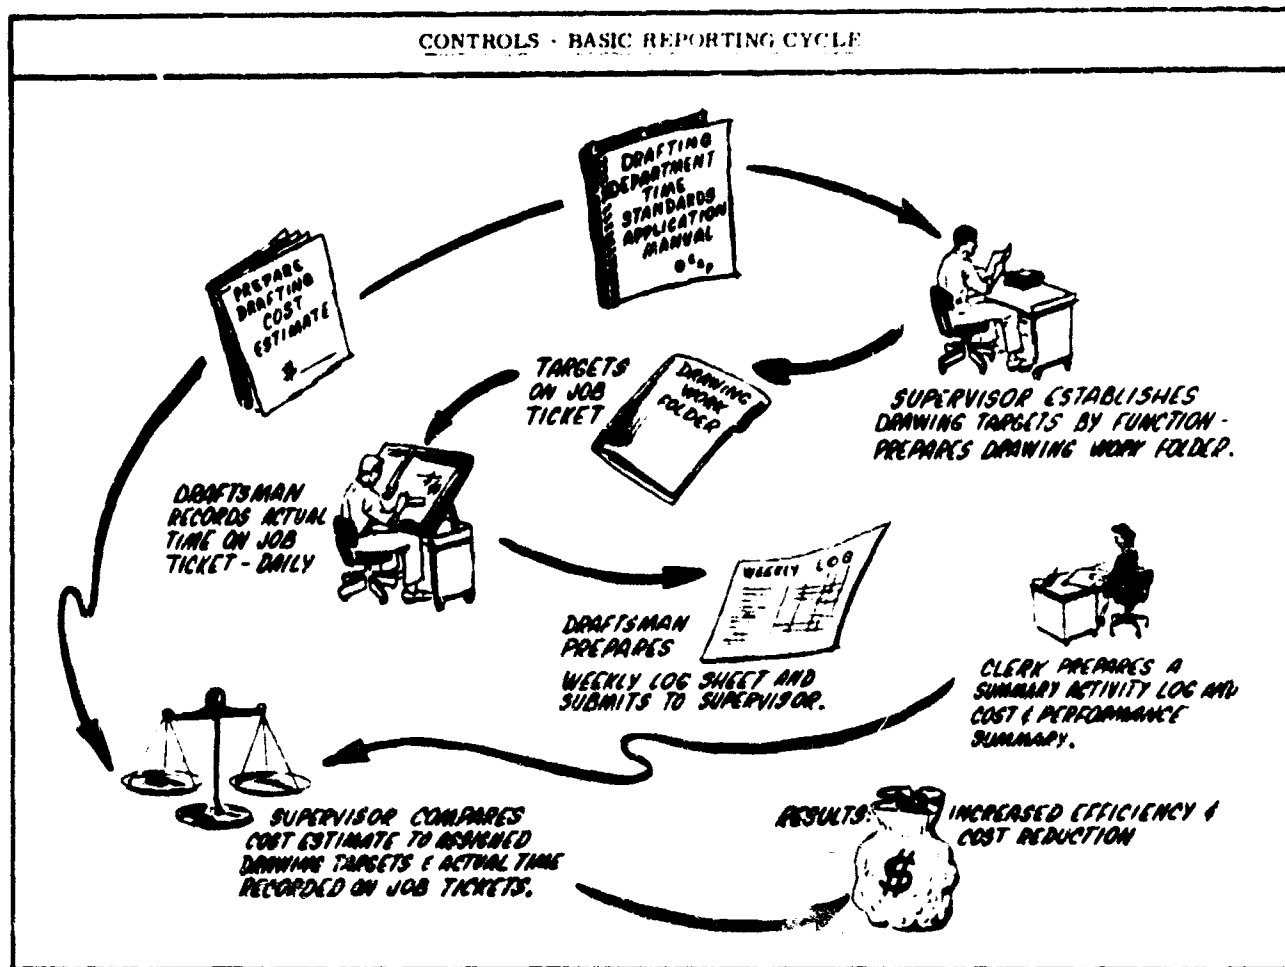 CONTROLS - BASIC REPORTING CYCLE
DRAFTING
DEPARTMENT
TIME
STANDARDS
APPLICATION
MANUAL
PREPARE
DRAFTING
COST
ESTIMATE
$
TARGETS
ON JOB
TICKET
DRAWING
WORK
FOLDER
SUPERVISOR ESTABLISHES
DRAWING TARGETS BY FUNCTION -
PREPARES DRAWING WORK FOLDER.
DRAFTSMAN
RECORDS ACTUAL
TIME ON JOB
TICKET - DAILY
WEEKLY LOG
DRAFTSMAN
PREPARES
WEEKLY LOG SHEET AND
SUBMITS TO SUPERVISOR.
CLERK PREPARES A
SUMMARY ACTIVITY LOG AND
COST & PERFORMANCE
SUMMARY.
SUPERVISOR COMPARES
COST ESTIMATE TO ASSIGNED
DRAWING TARGETS & ACTUAL TIME
RECORDED ON JOB TICKETS.
RESULTS:
$
INCREASED EFFICIENCY &
COST REDUCTION